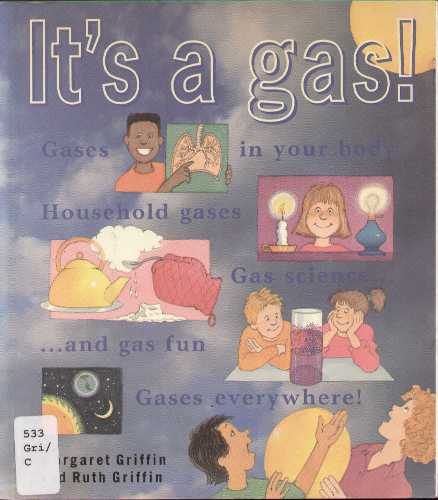 It's a gas!
Gases
in your body
Household gases
Gas science...
...and gas fun
Gases everywhere!
533
Gri/
C
argaret Griffin
d Ruth Griffin